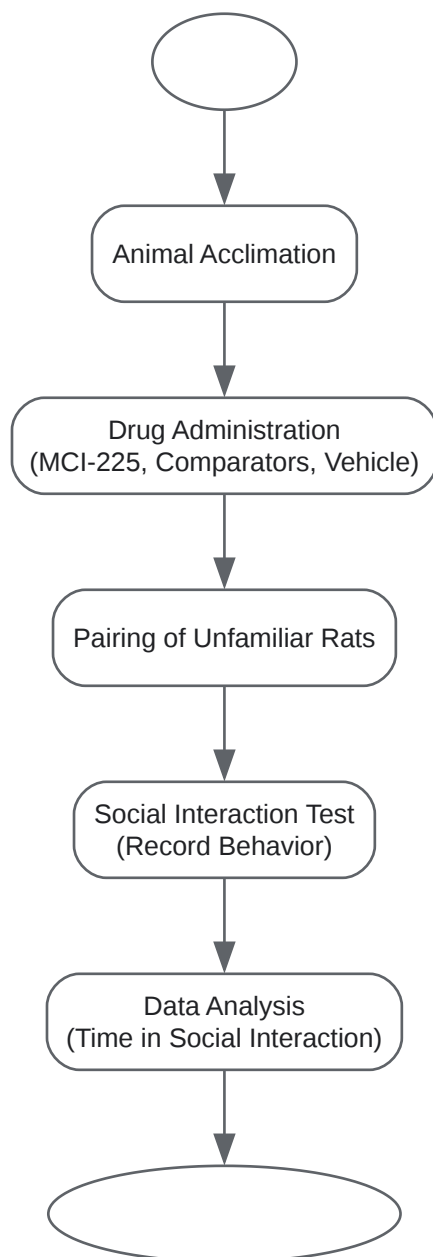 Animal Acclimation
Drug Administration
(MCI-225, Comparators, Vehicle)
Pairing of Unfamiliar Rats
Social Interaction Test
(Record Behavior)
Data Analysis
(Time in Social Interaction)